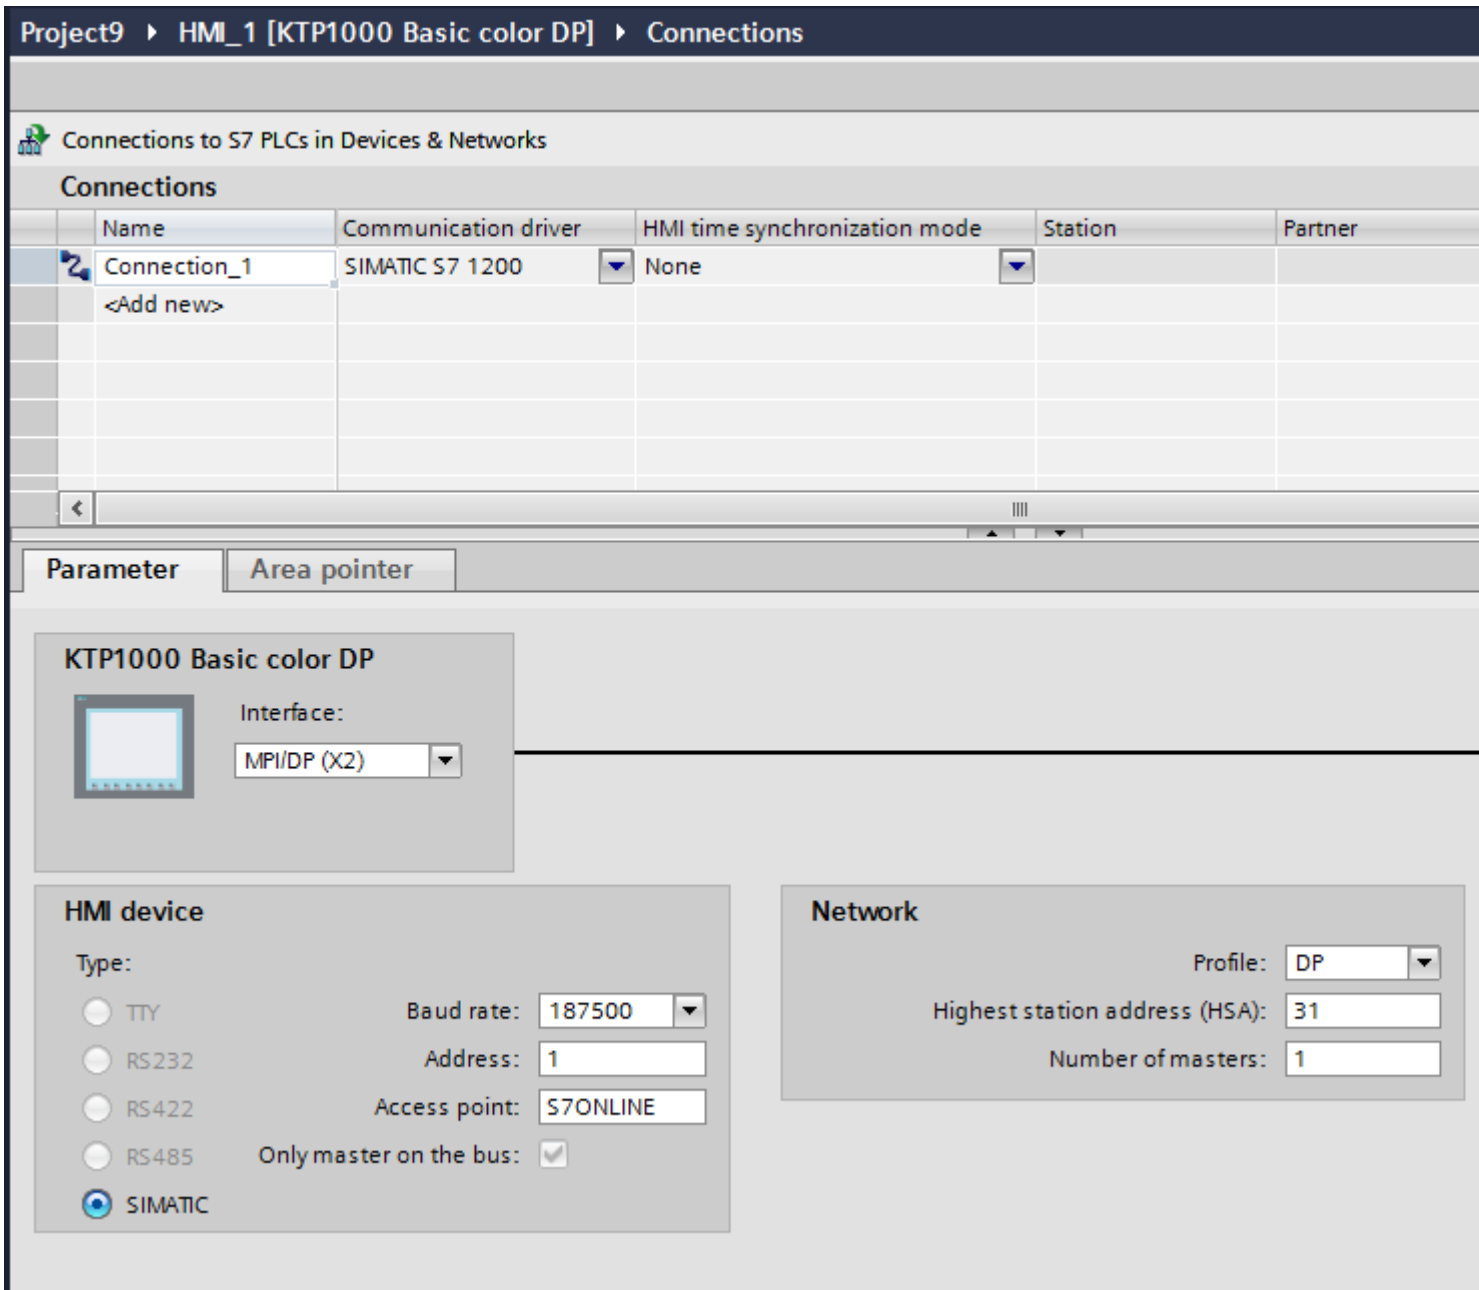 Project9 ▸ HMI_1 [KTP1000 Basic color DP] ▸ Connections
Connections to S7 PLCs in Devices & Networks
Connections
Name Communication driver HMI time synchronization mode Station Partner
Connection_1 SIMATIC S7 1200 None
<Add new>
Parameter Area pointer
KTP1000 Basic color DP
Interface:
MPI/DP (X2)
HMI device
Type:
TTY
RS232
RS422
RS485
SIMATIC
Baud rate: 187500
Address: 1
Access point: S7ONLINE
Only master on the bus:
Network
Profile: DP
Highest station address (HSA): 31
Number of masters: 1